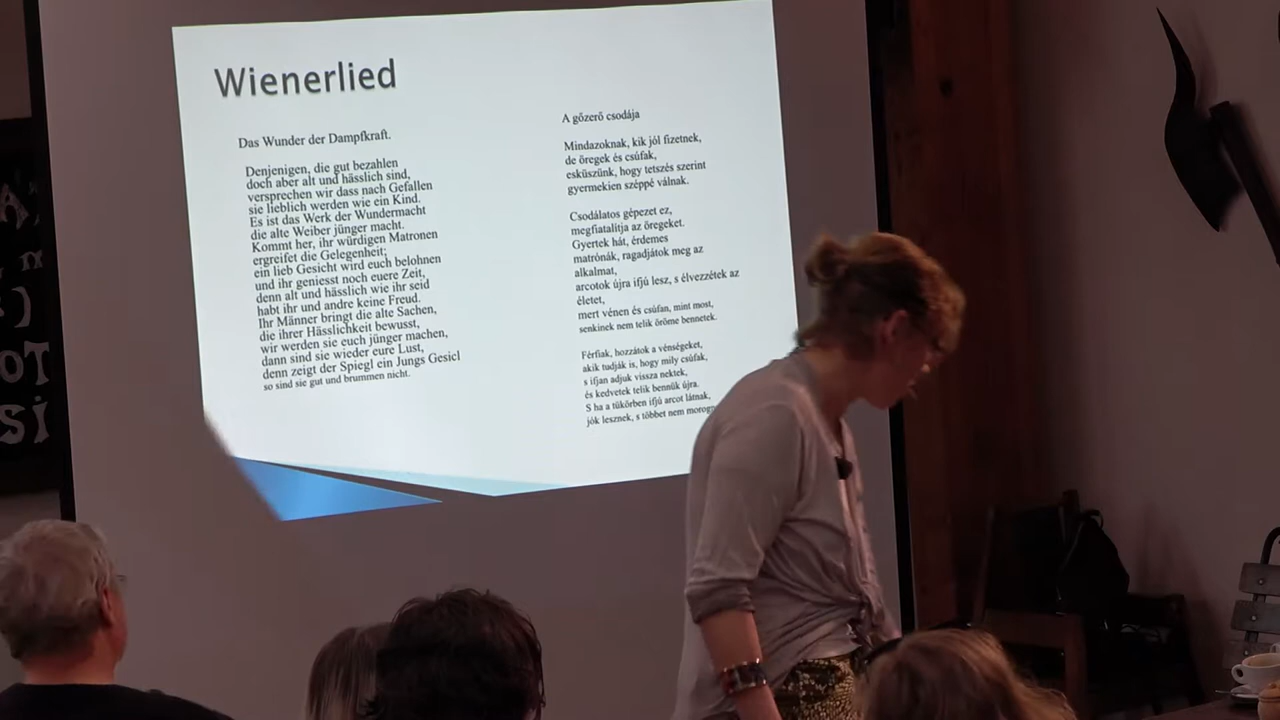 Wienerlied
Das Wunder der Dampfkraft.
Denjenigen, die gut bezahlen
doch aber alt und hässlich sind,
versprechen wir dass nach Gefallen
sie lieblich werden wie ein Kind.
Es ist das Werk der Wundermacht
die alte Weiber jünger macht.
Kommt her, ihr würdigen Matronen
ergreifet die Gelegenheit;
ein lieb Gesicht wird euch belohnen
und ihr geniesst noch euere Zeit,
denn alt und hässlich wie ihr seid
habt ihr und andre keine Freud.
Ihr Männer bringt die alte Sachen,
die ihrer Hässlichkeit bewusst,
wir werden sie euch jünger machen,
dann sind sie wieder eure Lust,
denn zeigt der Spiegl ein Jungs Gesicl
so sind sie gut und brummen nicht.
A gőzerő csodája
Mindazoknak, kik jól fizetnek,
de öregek és csúfak,
esküszünk, hogy tetszés szerint
gyermekien széppé válnak.
Csodálatos gépezet ez,
megfiatalítja az öregeket.
Gyertek hát, érdemes
matrónák, ragadjátok meg az
alkalmat,
arcotok újra ifjú lesz, s élvezzétek az
életet,
mert vénen és csúfan, mint most,
senkinek nem telik öröme bennetek.
Férfiak, hozzátok a vénségeket,
akik tudják is, hogy mily csúfak,
s ifjan adjuk vissza nektek,
és kedvetek telik bennük újra.
S ha a tükörben ifjú arcot látnak,
jók lesznek, s többet nem morog
OT
Si